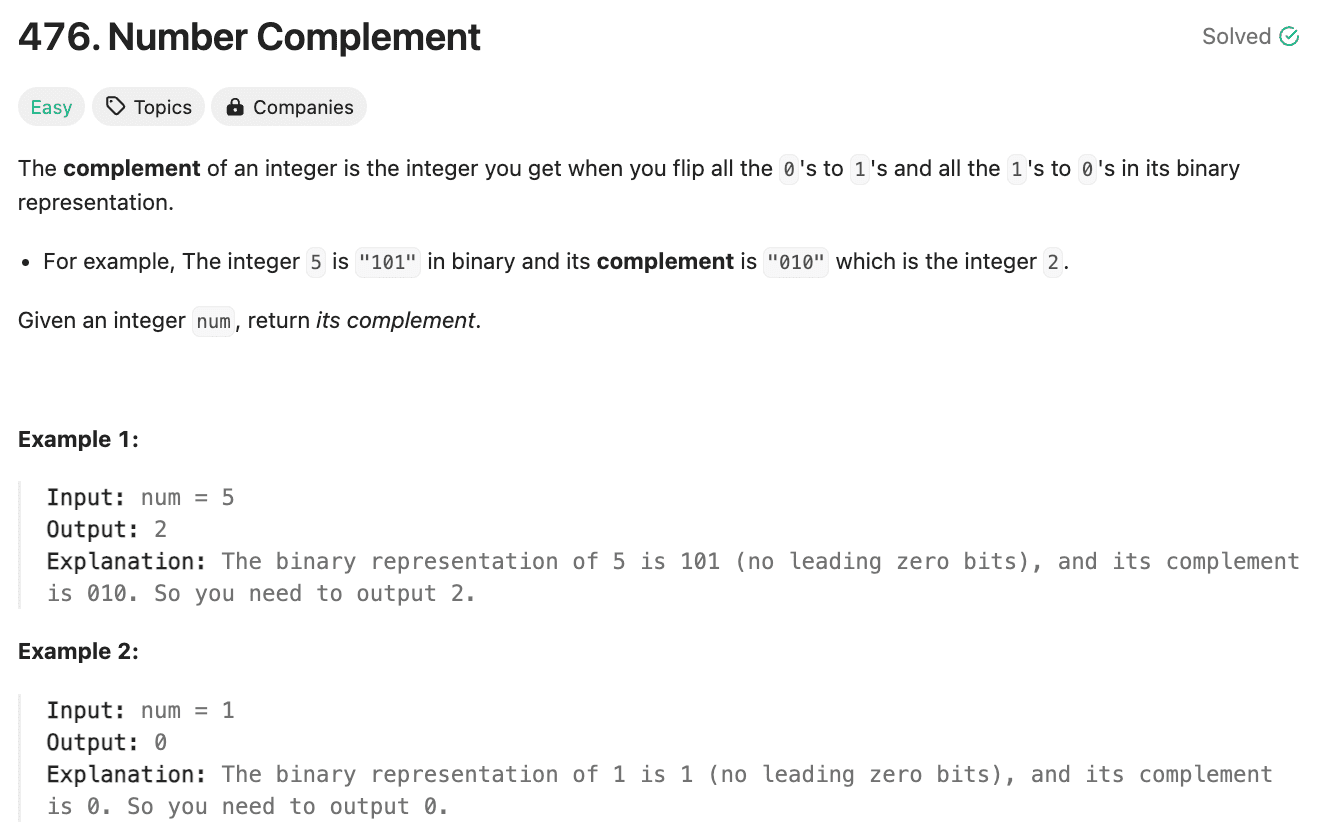 476. Number Complement
Solved
Easy
Topics
Companies
The complement of an integer is the integer you get when you flip all the 0's to 1's and all the 1's to 0's in its binary
representation.
• For example, The integer 5 is "101" in binary and its complement is "010" which is the integer 2.
Given an integer num, return its complement.
Example 1:
Input: num = 5
Output: 2
Explanation: The binary representation of 5 is 101 (no leading zero bits), and its complement
is 010. So you need to output 2.
Example 2:
Input: num = 1
Output: 0
Explanation: The binary representation of 1 is 1 (no leading zero bits), and its complement
is 0. So you need to output 0.